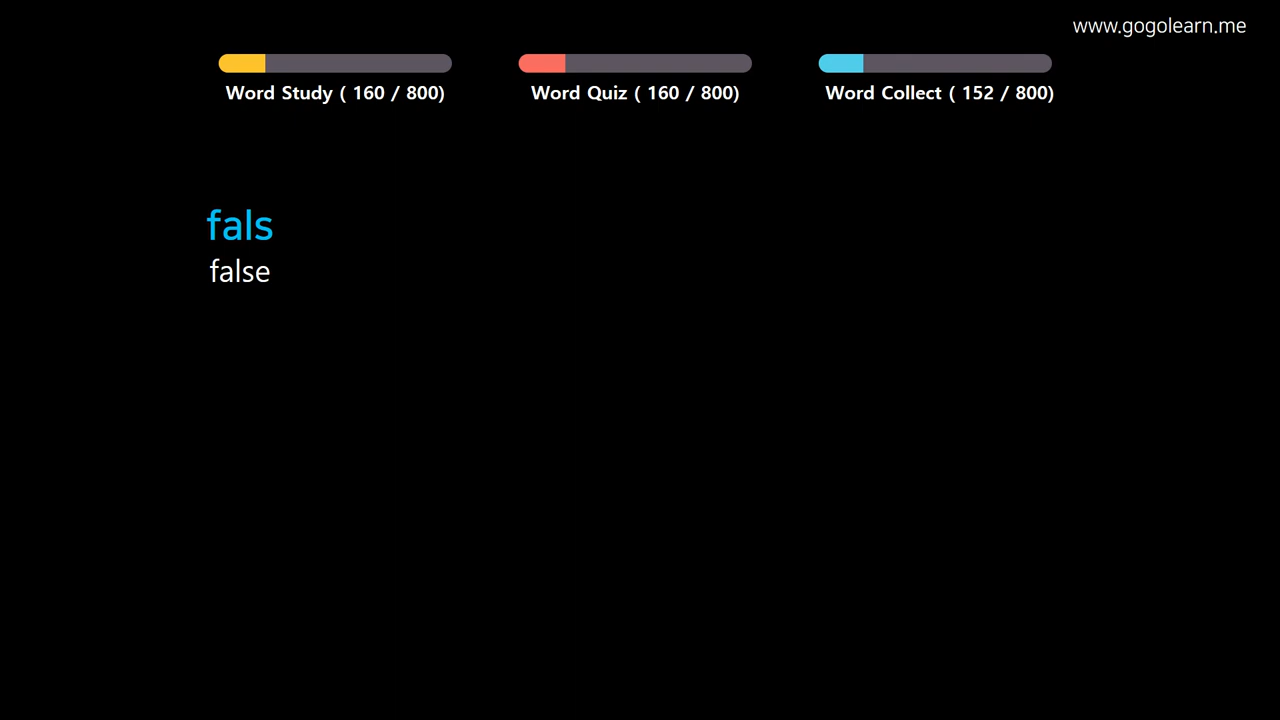 www.gogolearn.me
Word Study ( 160 / 800)
Word Quiz ( 160 / 800)
Word Collect ( 152 / 800)
fals
false